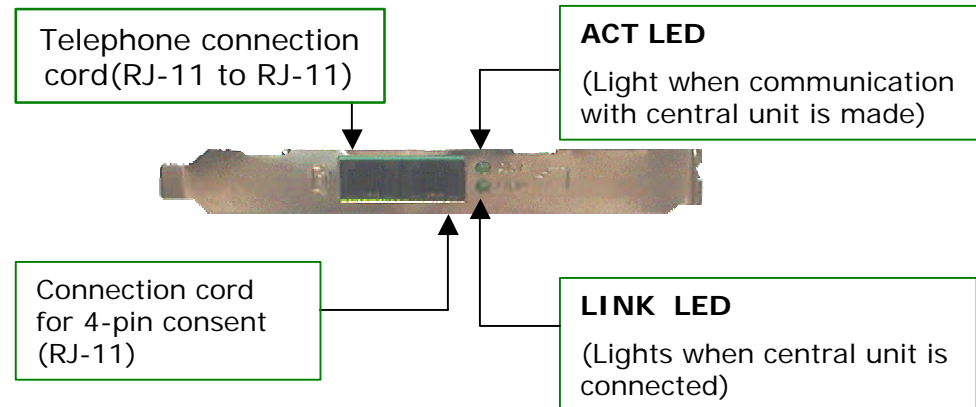 Telephone connection
cord(RJ-11 to RJ-11)
ACT LED
(Light when communication
with central unit is made)
Connection cord
for 4-pin consent
(RJ-11)
LINK LED
(Lights when central unit is
connected)